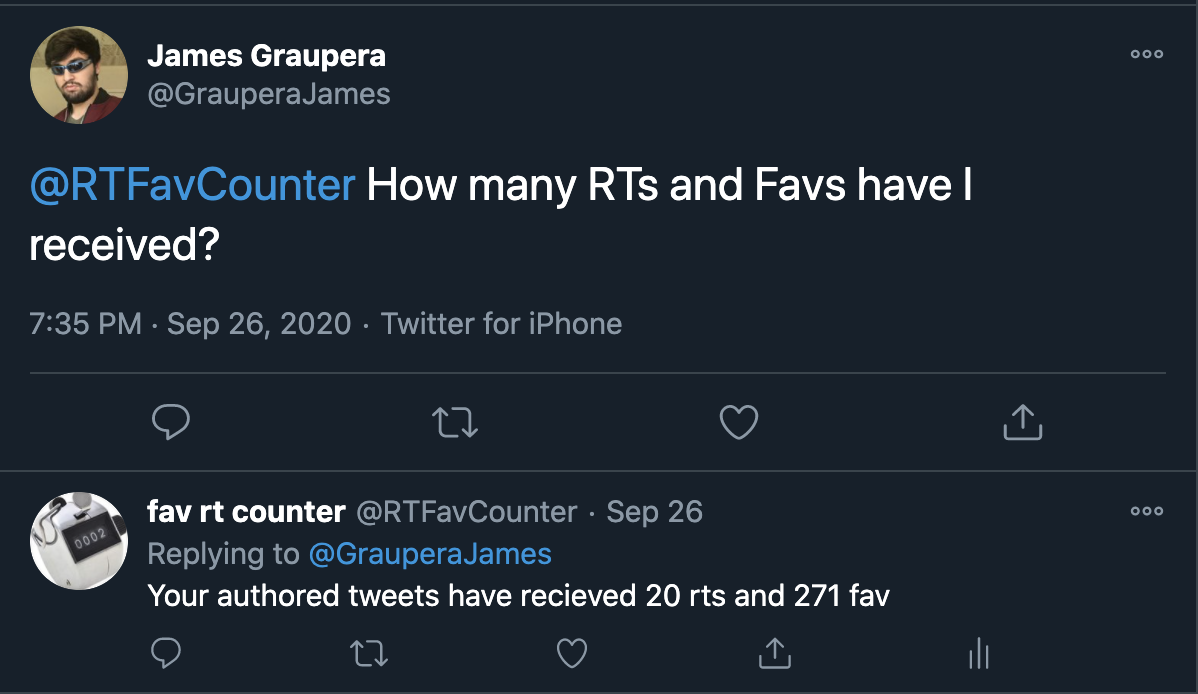 James Graupera
@GrauperaJames
@RTFavCounter How many RTs and Favs have I
received?
7:35 PM · Sep 26, 2020 · Twitter for iPhone
fav rt counter @RTFavCounter · Sep 26
0002
Replying to @GrauperaJames
Your authored tweets have recieved 20 rts and 271 fav